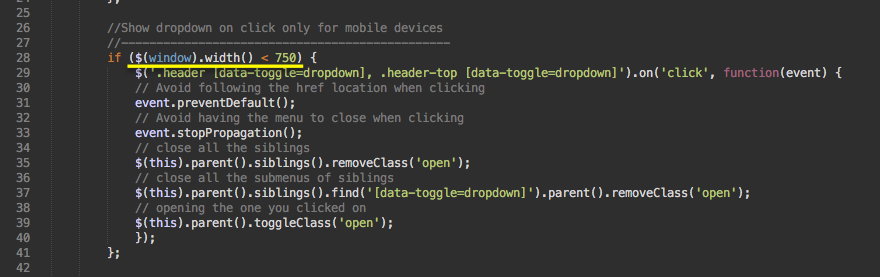 24 };
25
26 //Show dropdown on click only for mobile devices
27 //-----------------------------------------------
28 if ($(window).width() < 750) {
29 $('.header [data-toggle=dropdown], .header-top [data-toggle=dropdown]').on('click', function(event) {
30 // Avoid following the href location when clicking
31 event.preventDefault();
32 // Avoid having the menu to close when clicking
33 event.stopPropagation();
34 // close all the siblings
35 $(this).parent().siblings().removeClass('open');
36 // close all the submenus of siblings
37 $(this).parent().siblings().find('[data-toggle=dropdown]').parent().removeClass('open');
38 // opening the one you clicked on
39 $(this).parent().toggleClass('open');
40 });
41 };
42